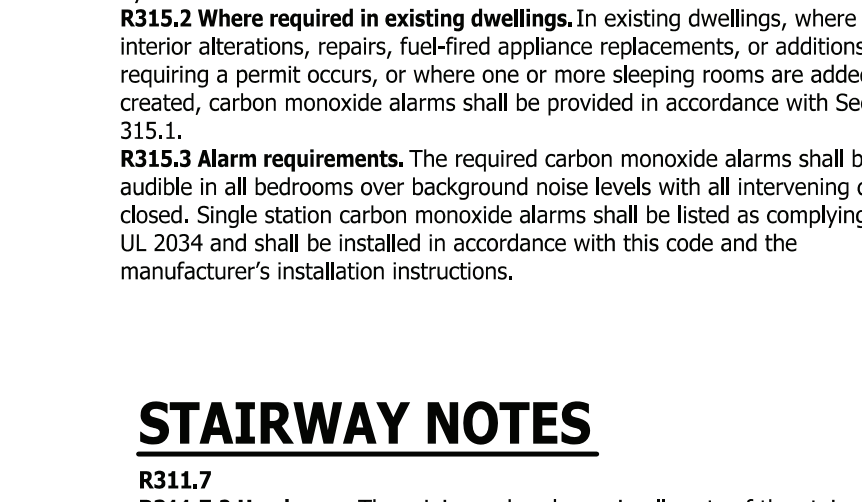 R315.2 Where required in existing dwellings. In existing dwellings, where
interior alterations, repairs, fuel-fired appliance replacements, or additions
requiring a permit occurs, or where one or more sleeping rooms are added
created, carbon monoxide alarms shall be provided in accordance with
315.1.
R315.3 Alarm requirements. The required carbon monoxide alarms shall
audible in all bedrooms over background noise levels with all intervening
closed. Single station carbon monoxide alarms shall be listed as complying
UL 2034 and shall be installed in accordance with this code and the
manufacturer's installation instructions.
STAIRWAY NOTES
R311.7